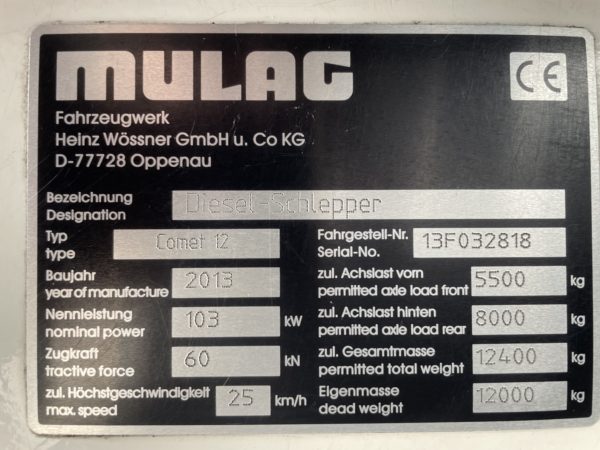 MULAG
CE
Fahrzeugwerk
Heinz Wössner GmbH u. Co KG
D-77728 Oppenau
Bezeichnung
Designation
Diesel-Schlepper
Typ
type
Comet 12
Fahrgestell-Nr.
Serial-No.
13F032818
Baujahr
year of manufacture
2013
zul. Achslast vorn
permitted axle load front
5500 kg
Nennleistung
nominal power
103 kW
zul. Achslast hinten
permitted axle load rear
8000 kg
Zugkraft
tractive force
60 kN
zul. Gesamtmasse
permitted total weight
12400 kg
zul. Höchstgeschwindigkeit
max. speed
25 km/h
Eigenmasse
dead weight
12000 kg